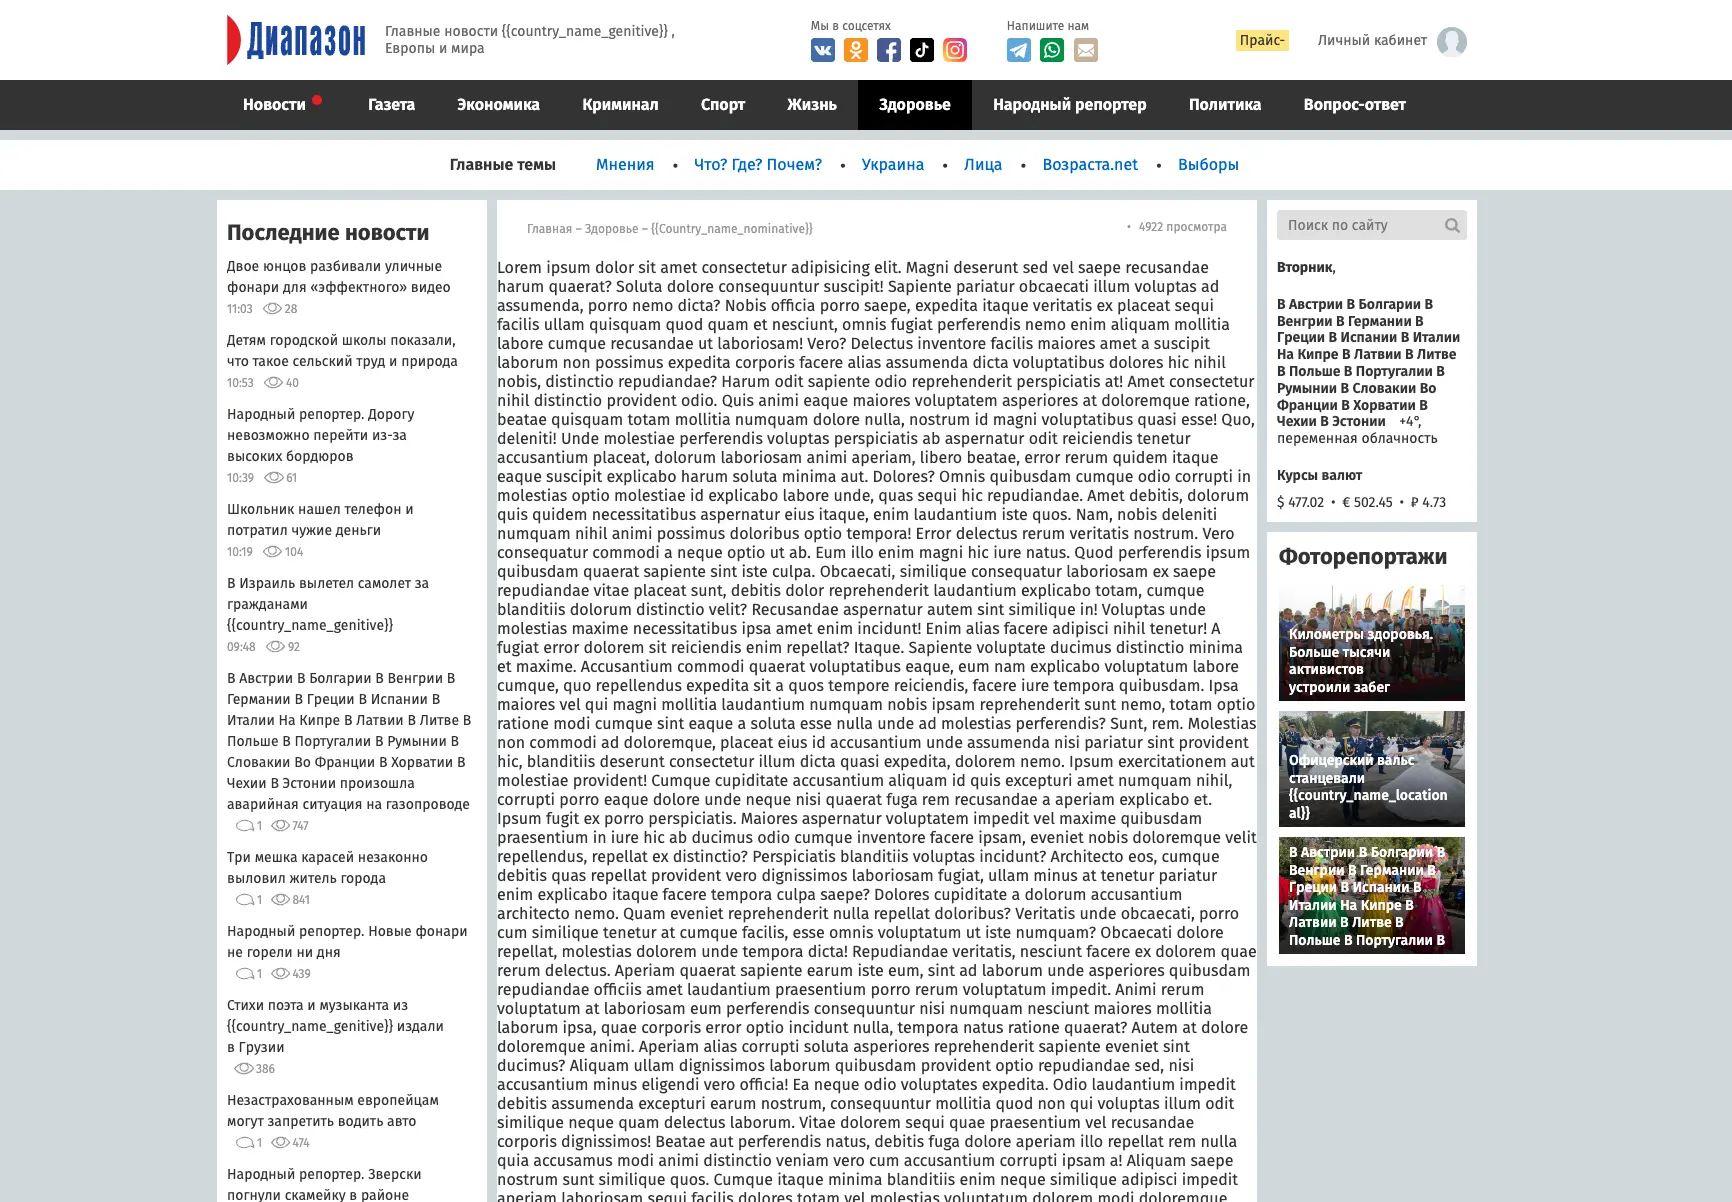 Диапазон
Главные новости {{country_name_genitive}} ,
Европы и мира
Мы в соцсетях
Напишите нам
Прайс-
Личный кабинет
Новости
Газета
Экономика
Криминал
Спорт
Жизнь
Здоровье
Народный репортер
Политика
Вопрос-ответ
Главные темы
Мнения
•
Что? Где? Почем?
•
Украина
•
Лица
•
Возраста.net
•
Выборы
Последние новости
Двое юнцов разбивали уличные
фонари для «эффектного» видео
11:03 28
Детям городской школы показали,
что такое сельский труд и природа
10:53 40
Народный репортер. Дорогу
невозможно перейти из-за
высоких бордюров
10:39 61
Школьник нашел телефон и
потратил чужие деньги
10:19 104
В Израиль вылетел самолет за
гражданами
{{country_name_genitive}}
09:48 92
В Австрии В Болгарии В Венгрии В
Германии В Греции В Испании В
Италии На Кипре В Латвии В Литве В
Польше В Португалии В Румынии В
Словакии Во Франции В Хорватии В
Чехии В Эстонии произошла
аварийная ситуация на газопроводе
1 747
Три мешка карасей незаконно
выловил житель города
1 841
Народный репортер. Новые фонари
не горели ни дня
1 439
Стихи поэта и музыканта из
{{country_name_genitive}} издали
в Грузии
386
Незастрахованным европейцам
могут запретить водить авто
1 474
Народный репортер. Зверски
погнули скамейку в районе
Главная – Здоровье – {{Country_name_nominative}}
• 4922 просмотра
Lorem ipsum dolor sit amet consectetur adipisicing elit. Magni deserunt sed vel saepe recusandae
harum quaerat? Soluta dolore consequuntur suscipit! Sapiente pariatur obcaecati illum voluptas ad
assumenda, porro nemo dicta? Nobis officia porro saepe, expedita itaque veritatis ex placeat sequi
facilis ullam quisquam quod quam et nesciunt, omnis fugiat perferendis nemo enim aliquam mollitia
labore cumque recusandae ut laboriosam! Vero? Delectus inventore facilis maiores amet a suscipit
laborum non possimus expedita corporis facere alias assumenda dicta voluptatibus dolores hic nihil
nobis, distinctio repudiandae? Harum odit sapiente odio reprehenderit perspiciatis at! Amet consectetur
nihil distinctio provident odio. Quis animi eaque maiores voluptatem asperiores at doloremque ratione,
beatae quisquam totam mollitia numquam dolore nulla, nostrum id magni voluptatibus quasi esse! Quo,
deleniti! Unde molestiae perferendis voluptas perspiciatis ab aspernatur odit reiciendis tenetur
accusantium placeat, dolorum laboriosam animi aperiam, libero beatae, error rerum quidem itaque
eaque suscipit explicabo harum soluta minima aut. Dolores? Omnis quibusdam cumque odio corrupti in
molestias optio molestiae id explicabo labore unde, quas sequi hic repudiandae. Amet debitis, dolorum
quis quidem necessitatibus aspernatur eius itaque, enim laudantium iste quos. Nam, nobis deleniti
numquam nihil animi possimus doloribus optio tempora! Error delectus rerum veritatis nostrum. Vero
consequatur commodi a neque optio ut ab. Eum illo enim magni hic iure natus. Quod perferendis ipsum
quibusdam quaerat sapiente sint iste culpa. Obcaecati, similique consequatur laboriosam ex saepe
repudiandae vitae placeat sunt, debitis dolor reprehenderit laudantium explicabo totam, cumque
blanditiis dolorum distinctio velit? Recusandae aspernatur autem sint similique in! Voluptas unde
molestias maxime necessitatibus ipsa amet enim incidunt! Enim alias facere adipisci nihil tenetur! A
fugiat error dolorem sit reiciendis enim repellat? Itaque. Sapiente voluptate ducimus distinctio minima
et maxime. Accusantium commodi quaerat voluptatibus eaque, eum nam explicabo voluptatum labore
cumque, quo repellendus expedita sit a quos tempore reiciendis, facere iure tempora quibusdam. Ipsa
maiores vel qui magni mollitia laudantium numquam nobis ipsam reprehenderit sunt nemo, totam optio
ratione modi cumque sint eaque a soluta esse nulla unde ad molestias perferendis? Sunt, rem. Molestias
non commodi ad doloremque, placeat eius id accusantium unde assumenda nisi pariatur sint provident
hic, blanditiis deserunt consectetur illum dicta quasi expedita, dolorem nemo. Ipsum exercitationem aut
molestiae provident! Cumque cupiditate accusantium aliquam id quis excepturi amet numquam nihil,
corrupti porro eaque dolore unde neque nisi quaerat fuga rem recusandae a aperiam explicabo et.
Ipsum fugit ex porro perspiciatis. Maiores aspernatur voluptatem impedit vel maxime quibusdam
praesentium in iure hic ab ducimus odio cumque inventore facere ipsam, eveniet nobis doloremque velit
repellendus, repellat ex distinctio? Perspiciatis blanditiis voluptas incidunt? Architecto eos, cumque
debitis quas repellat provident vero dignissimos laboriosam fugiat, ullam minus at tenetur pariatur
enim explicabo itaque facere tempora culpa saepe? Dolores cupiditate a dolorum accusantium
architecto nemo. Quam eveniet reprehenderit nulla repellat doloribus? Veritatis unde obcaecati, porro
cum similique tenetur at cumque facilis, esse omnis voluptatum ut iste numquam? Obcaecati dolore
repellat, molestias dolorem unde tempora dicta! Repudiandae veritatis, nesciunt facere ex dolorem quae
rerum delectus. Aperiam quaerat sapiente earum iste eum, sint ad laborum unde asperiores quibusdam
repudiandae officiis amet laudantium praesentium porro rerum voluptatum impedit. Animi rerum
voluptatum at laboriosam eum perferendis consequuntur nisi numquam nesciunt maiores mollitia
laborum ipsa, quae corporis error optio incidunt nulla, tempora natus ratione quaerat? Autem at dolore
doloremque animi. Aperiam alias corrupti soluta asperiores reprehenderit sapiente eveniet sint
ducimus? Aliquam ullam dignissimos laborum quibusdam provident optio repudiandae sed, nisi
accusantium minus eligendi vero officia! Ea neque odio voluptates expedita. Odio laudantium impedit
debitis assumenda excepturi earum nostrum, consequuntur mollitia quod non qui voluptas illum odit
similique neque quam delectus laborum. Vitae dolorem sequi quae praesentium vel recusandae
corporis dignissimos! Beatae aut perferendis natus, debitis fuga dolore aperiam illo repellat rem nulla
quia accusamus modi animi distinctio veniam vero cum accusantium corrupti ipsam a! Aliquam saepe
nostrum sunt similique quos. Cumque itaque minima blanditiis enim neque similique adipisci impedit
aperiam laboriosam sequi facilis dolores totam vel molestias voluptatum dolorem modi doloremque
Поиск по сайту
Вторник,
В Австрии В Болгарии В
Венгрии В Германии В
Греции В Испании В Италии
На Кипре В Латвии В Литве
В Польше В Португалии В
Румынии В Словакии Во
Франции В Хорватии В
Чехии В Эстонии +4°,
переменная облачность
Курсы валют
$ 477.02 • € 502.45 • ₽ 4.73
Фоторепортажи
Километры здоровья.
Больше тысячи
активистов
устроили забег
Офицерский вальс
станцевали
{{country_name_location
al}}
В Австрии В Болгарии В
Венгрии В Германии В
Греции В Испании В
Италии На Кипре В
Латвии В Литве В
Польше В Португалии В